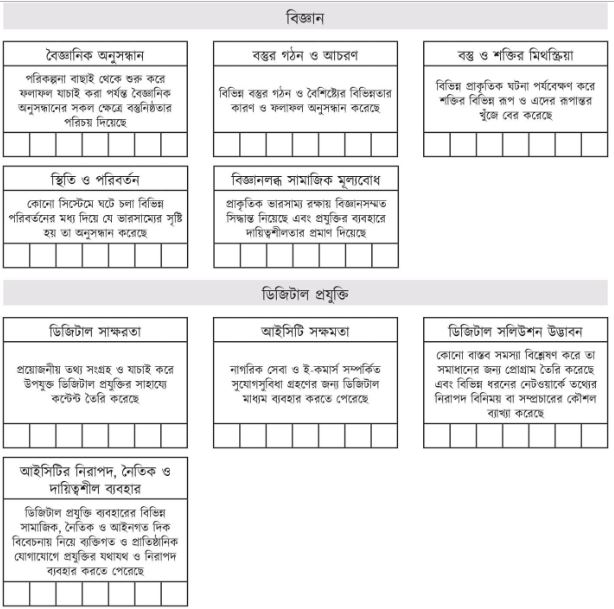 বিজ্ঞান
বৈজ্ঞানিক অনুসন্ধান
পরিকল্পনা বাছাই থেকে শুরু করে
ফলাফল যাচাই করা পর্যন্ত বৈজ্ঞানিক
অনুসন্ধানের সকল ক্ষেত্রে বস্তুনিষ্ঠতার
পরিচয় দিয়েছে
বস্তুর গঠন ও আচরণ
বিভিন্ন বস্তুর গঠন ও বৈশিষ্ট্যের বিভিন্নতার
কারণ ও ফলাফল অনুসন্ধান করেছে
বস্তু ও শক্তির মিথস্ক্রিয়া
বিভিন্ন প্রাকৃতিক ঘটনা পর্যবেক্ষণ করে
শক্তির বিভিন্ন রূপ ও এদের রূপান্তর
খুঁজে বের করেছে
স্থিতি ও পরিবর্তন
কোনো সিস্টেমে ঘটে চলা বিভিন্ন
পরিবর্তনের মধ্য দিয়ে যে ভারসাম্যের সৃষ্টি
হয় তা অনুসন্ধান করেছে
বিজ্ঞানলব্ধ সামাজিক মূল্যবোধ
প্রাকৃতিক ভারসাম্য রক্ষায় বিজ্ঞানসম্মত
সিদ্ধান্ত নিয়েছে এবং প্রযুক্তির ব্যবহারে
দায়িত্বশীলতার প্রমাণ দিয়েছে
ডিজিটাল প্রযুক্তি
ডিজিটাল সাক্ষরতা
প্রয়োজনীয় তথ্য সংগ্রহ ও যাচাই করে
উপযুক্ত ডিজিটাল প্রযুক্তির সাহায্যে
কন্টেন্ট তৈরি করেছে
আইসিটি সক্ষমতা
নাগরিক সেবা ও ই-কমার্স সম্পর্কিত
সুযোগসুবিধা গ্রহণের জন্য ডিজিটাল
মাধ্যম ব্যবহার করতে পেরেছে
ডিজিটাল সলিউশন উদ্ভাবন
কোনো বাস্তব সমস্যা বিশ্লেষণ করে তা
সমাধানের জন্য প্রোগ্রাম তৈরি করেছে
এবং বিভিন্ন ধরনের নেটওয়ার্কে তথ্যের
নিরাপদ বিনিময় বা সম্প্রচারের কৌশল
ব্যাখ্যা করেছে
আইসিটির নিরাপদ, নৈতিক ও
দায়িত্বশীল ব্যবহার
ডিজিটাল প্রযুক্তি ব্যবহারের বিভিন্ন
সামাজিক, নৈতিক ও আইনগত দিক
বিবেচনায় নিয়ে ব্যক্তিগত ও প্রাতিষ্ঠানিক
যোগাযোগে প্রযুক্তির যথাযথ ও নিরাপদ
ব্যবহার করতে পেরেছে